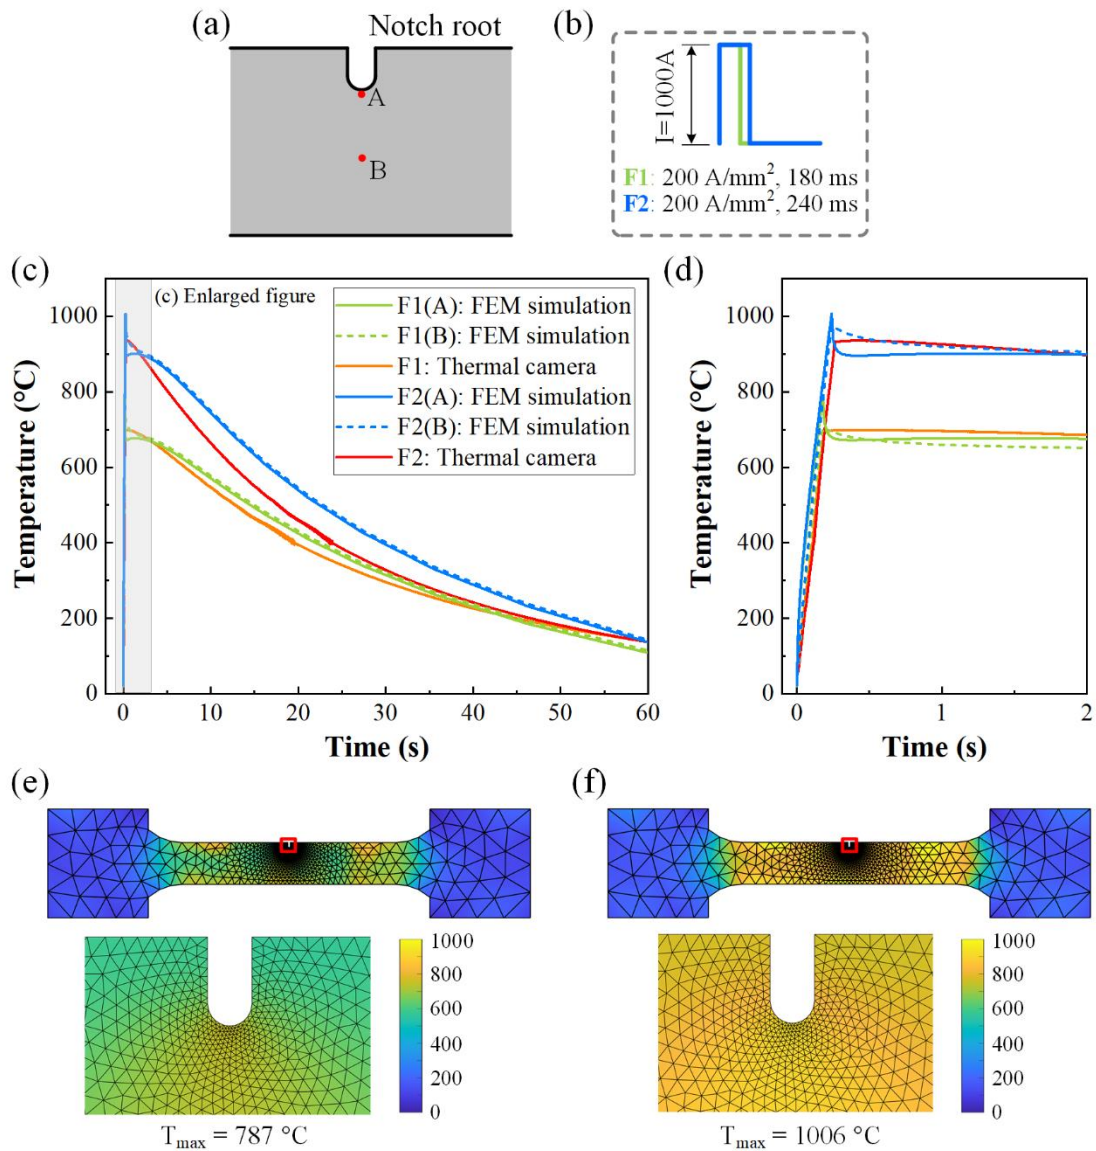 (a)
Notch root
A
B
(b)
I=1000A
F1: 200 A/mm², 180 ms
F2: 200 A/mm², 240 ms
(c)
(c) Enlarged figure
F1(A): FEM simulation
F1(B): FEM simulation
F1: Thermal camera
F2(A): FEM simulation
F2(B): FEM simulation
F2: Thermal camera
Temperature (°C)
1000
800
600
400
200
0
0
10
20
30
40
50
60
Time (s)
(d)
Temperature (°C)
1000
800
600
400
200
0
0
1
2
Time (s)
(e)
1000
800
600
400
200
0
Tmax = 787 °C
(f)
1000
800
600
400
200
0
Tmax = 1006 °C